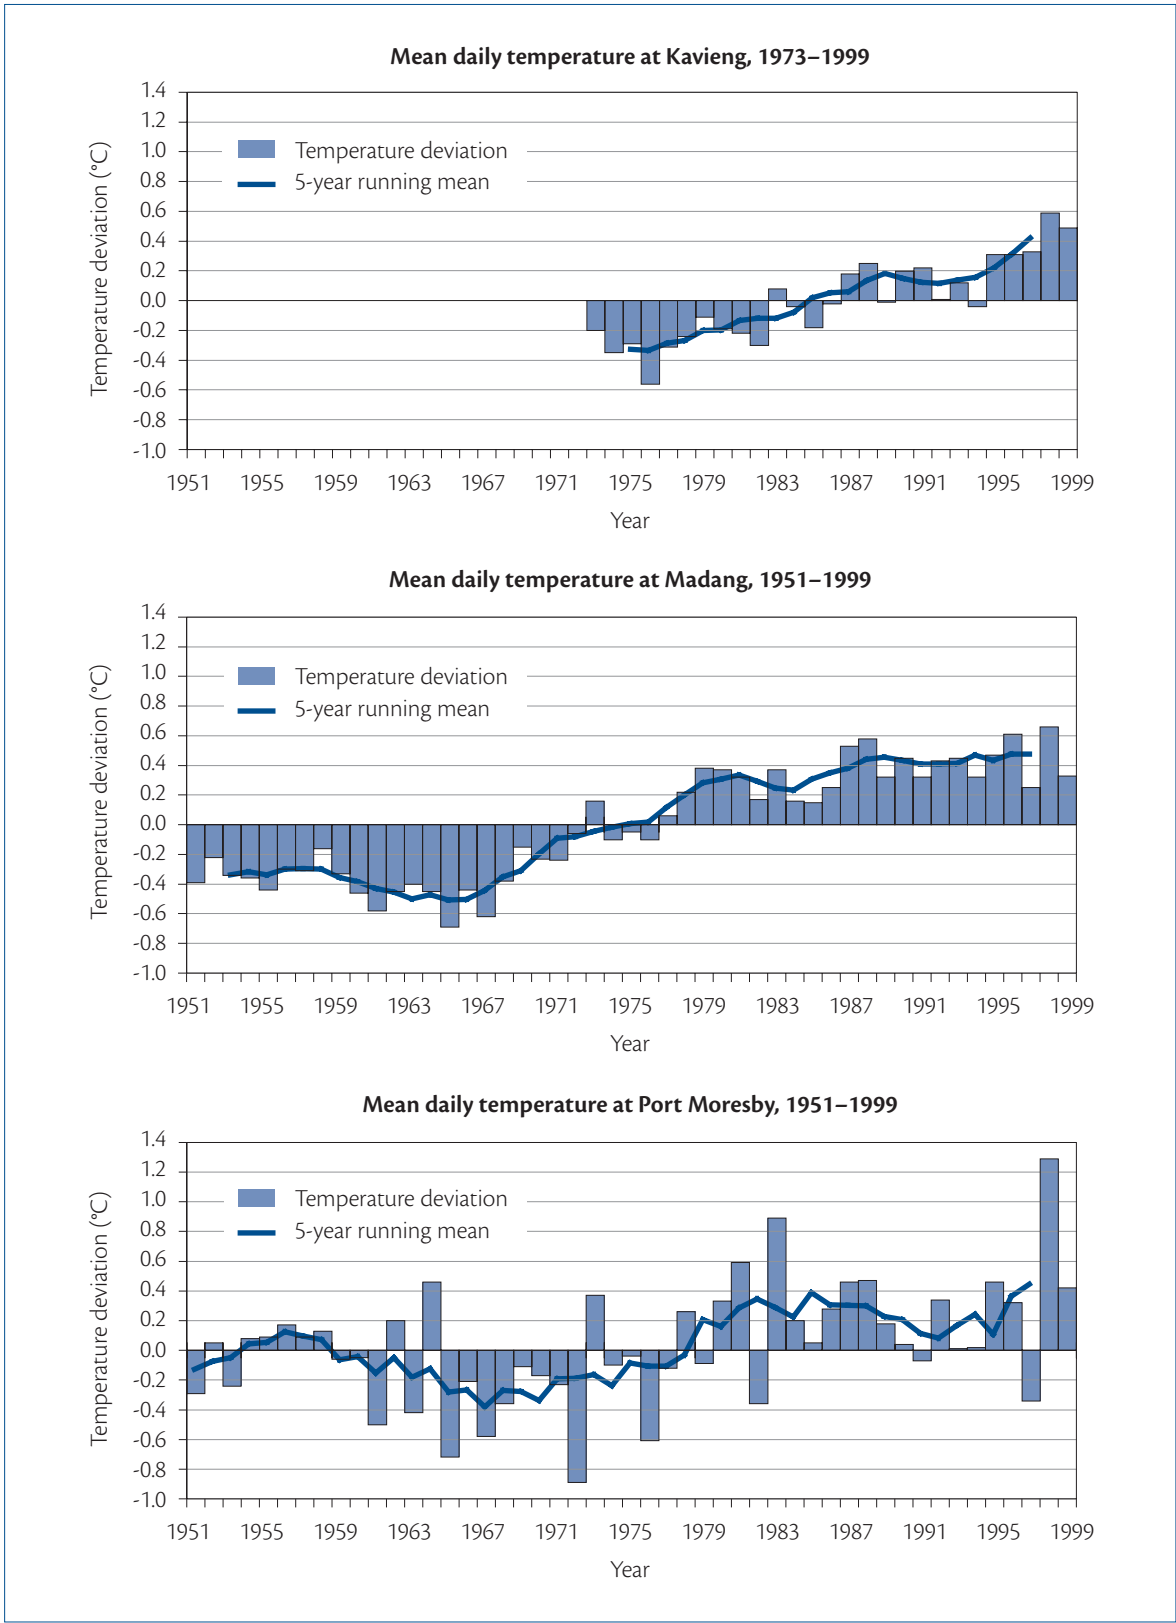 Mean daily temperature at Kavieng, 1973–1999
Temperature deviation (°C)
1.4
1.2
1.0
0.8
0.6
0.4
0.2
0.0
-0.2
-0.4
-0.6
-0.8
-1.0
Temperature deviation
5-year running mean
1951 1955 1959 1963 1967 1971 1975 1979 1983 1987 1991 1995 1999
Year
Mean daily temperature at Madang, 1951–1999
Temperature deviation (°C)
1.4
1.2
1.0
0.8
0.6
0.4
0.2
0.0
-0.2
-0.4
-0.6
-0.8
-1.0
Temperature deviation
5-year running mean
1951 1955 1959 1963 1967 1971 1975 1979 1983 1987 1991 1995 1999
Year
Mean daily temperature at Port Moresby, 1951–1999
Temperature deviation (°C)
1.4
1.2
1.0
0.8
0.6
0.4
0.2
0.0
-0.2
-0.4
-0.6
-0.8
-1.0
Temperature deviation
5-year running mean
1951 1955 1959 1963 1967 1971 1975 1979 1983 1987 1991 1995 1999
Year